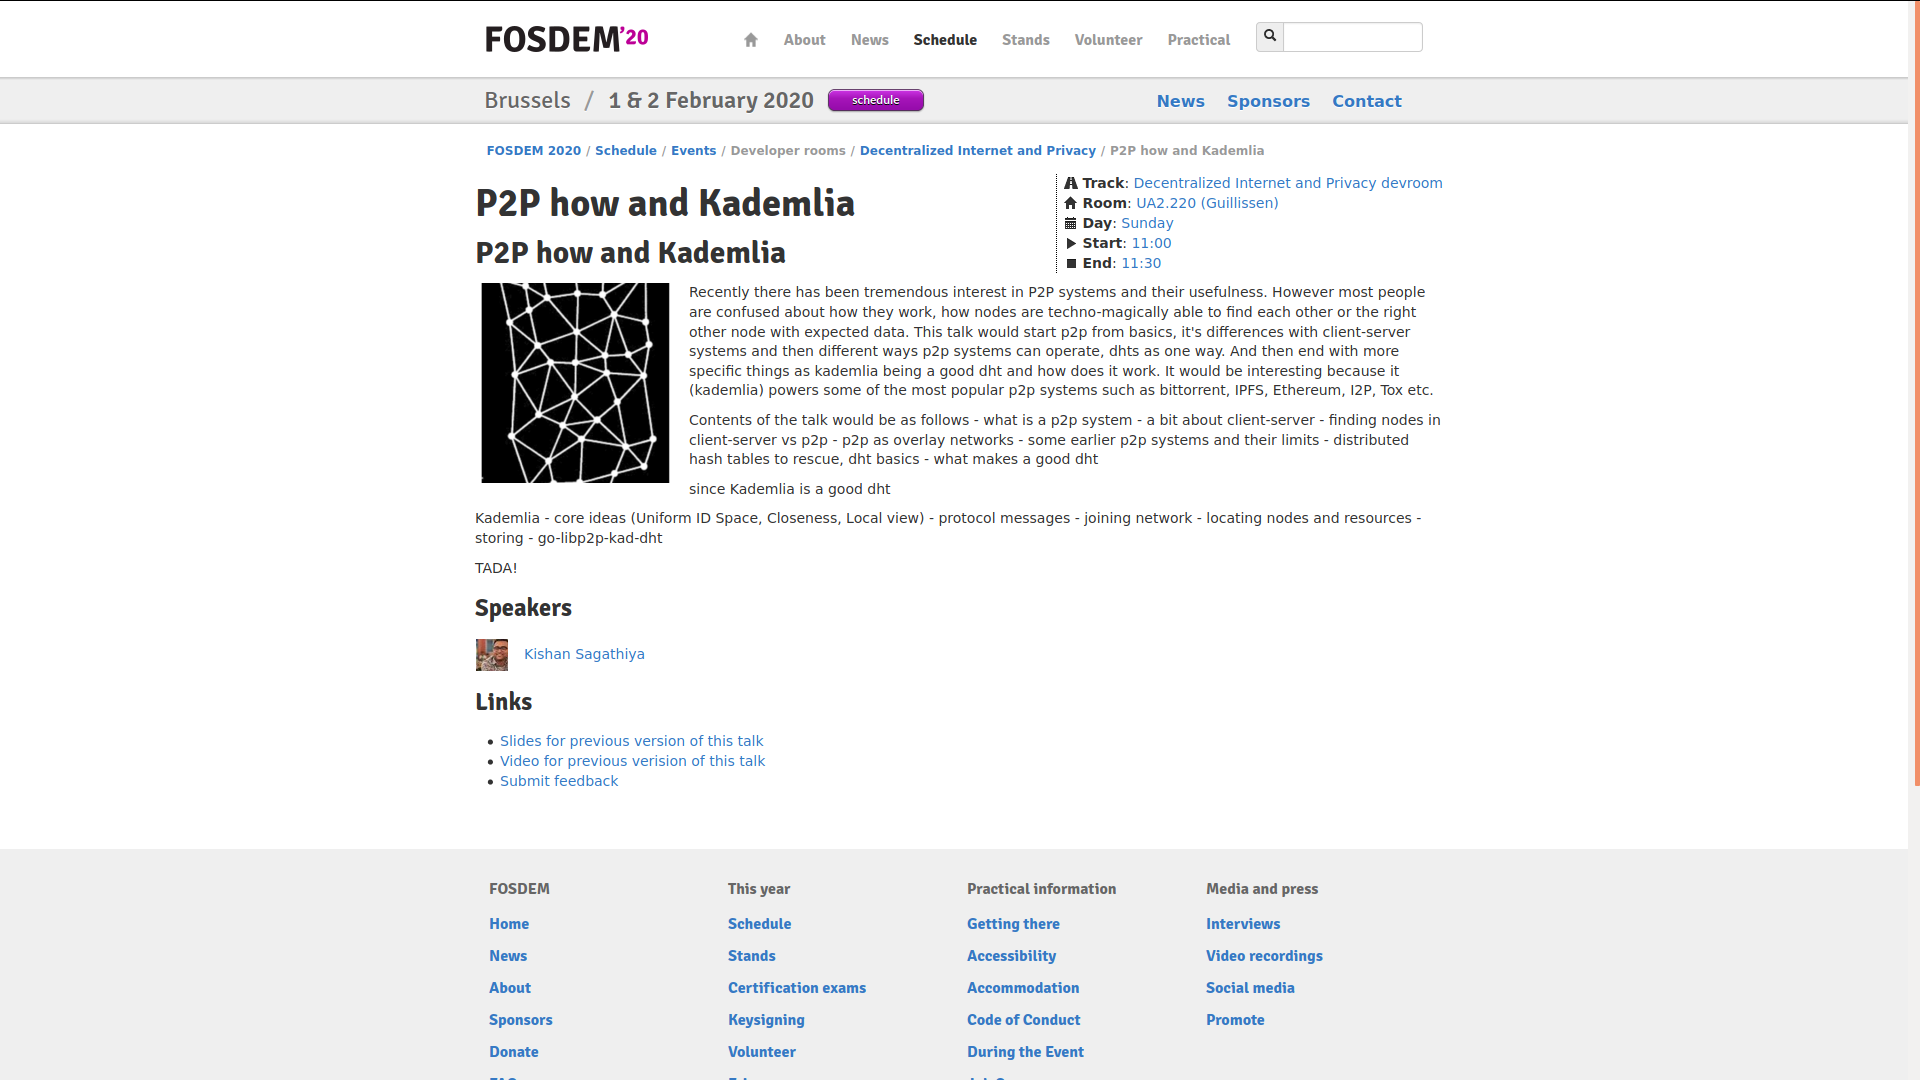 FOSDEM'20
About
News
Schedule
Stands
Volunteer
Practical
Brussels / 1 & 2 February 2020
schedule
News
Sponsors
Contact
FOSDEM 2020 / Schedule / Events / Developer rooms / Decentralized Internet and Privacy / P2P how and Kademlia
P2P how and Kademlia
P2P how and Kademlia
Track: Decentralized Internet and Privacy devroom
Room: UA2.220 (Guillissen)
Day: Sunday
Start: 11:00
End: 11:30
Recently there has been tremendous interest in P2P systems and their usefulness. However most people
are confused about how they work, how nodes are techno-magically able to find each other or the right
other node with expected data. This talk would start p2p from basics, it's differences with client-server
systems and then different ways p2p systems can operate, dhts as one way. And then end with more
specific things as kademlia being a good dht and how does it work. It would be interesting because it
(kademlia) powers some of the most popular p2p systems such as bittorrent, IPFS, Ethereum, I2P, Tox etc.
Contents of the talk would be as follows - what is a p2p system - a bit about client-server - finding nodes in
client-server vs p2p - p2p as overlay networks - some earlier p2p systems and their limits - distributed
hash tables to rescue, dht basics - what makes a good dht
since Kademlia is a good dht
Kademlia - core ideas (Uniform ID Space, Closeness, Local view) - protocol messages - joining network - locating nodes and resources -
storing - go-libp2p-kad-dht
TADA!
Speakers
Kishan Sagathiya
Links
Slides for previous version of this talk
Video for previous verision of this talk
Submit feedback
FOSDEM
Home
News
About
Sponsors
Donate
This year
Schedule
Stands
Certification exams
Keysigning
Volunteer
Practical information
Getting there
Accessibility
Accommodation
Code of Conduct
During the Event
Media and press
Interviews
Video recordings
Social media
Promote